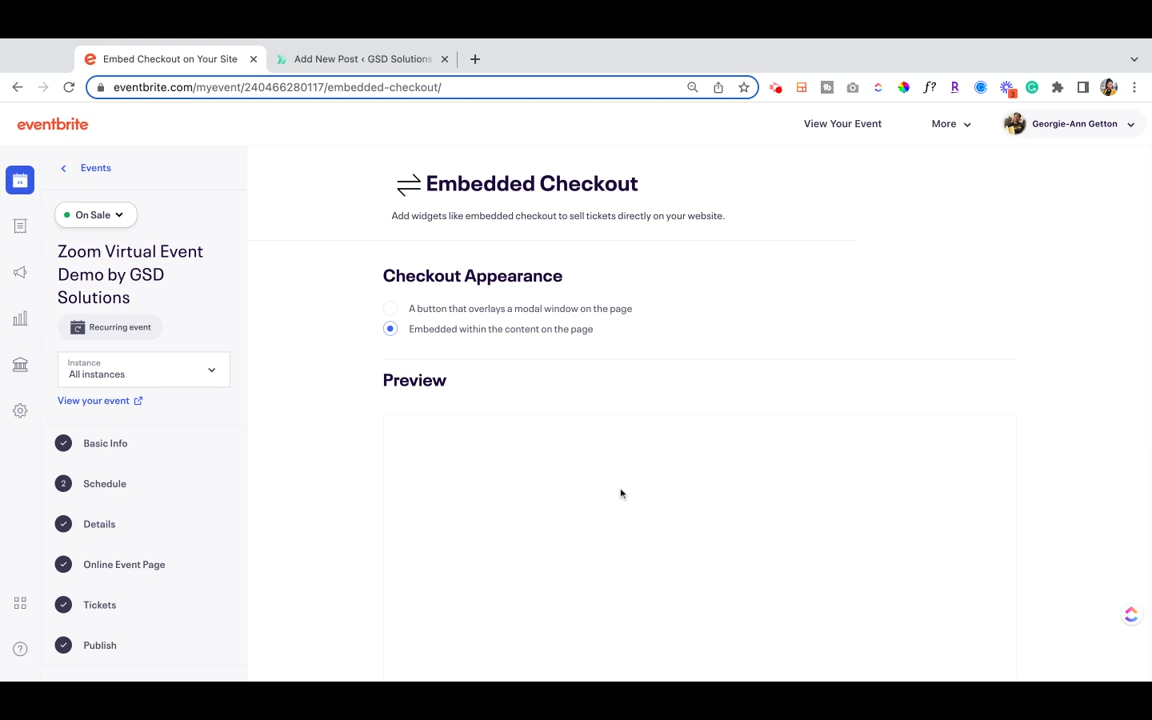 Embed Checkout on Your Site
Add New Post ‹ GSD Solutions
eventbrite.com/myevent/240466280117/embedded-checkout/
f?
R
3
eventbrite
View Your Event
More
Georgie-Ann Getton
Events
On Sale
Zoom Virtual Event
Demo by GSD
Solutions
Recurring event
Instance
All instances
View your event
Basic Info
2 Schedule
Details
Online Event Page
Tickets
Publish
Embedded Checkout
Add widgets like embedded checkout to sell tickets directly on your website.
Checkout Appearance
A button that overlays a modal window on the page
Embedded within the content on the page
Preview